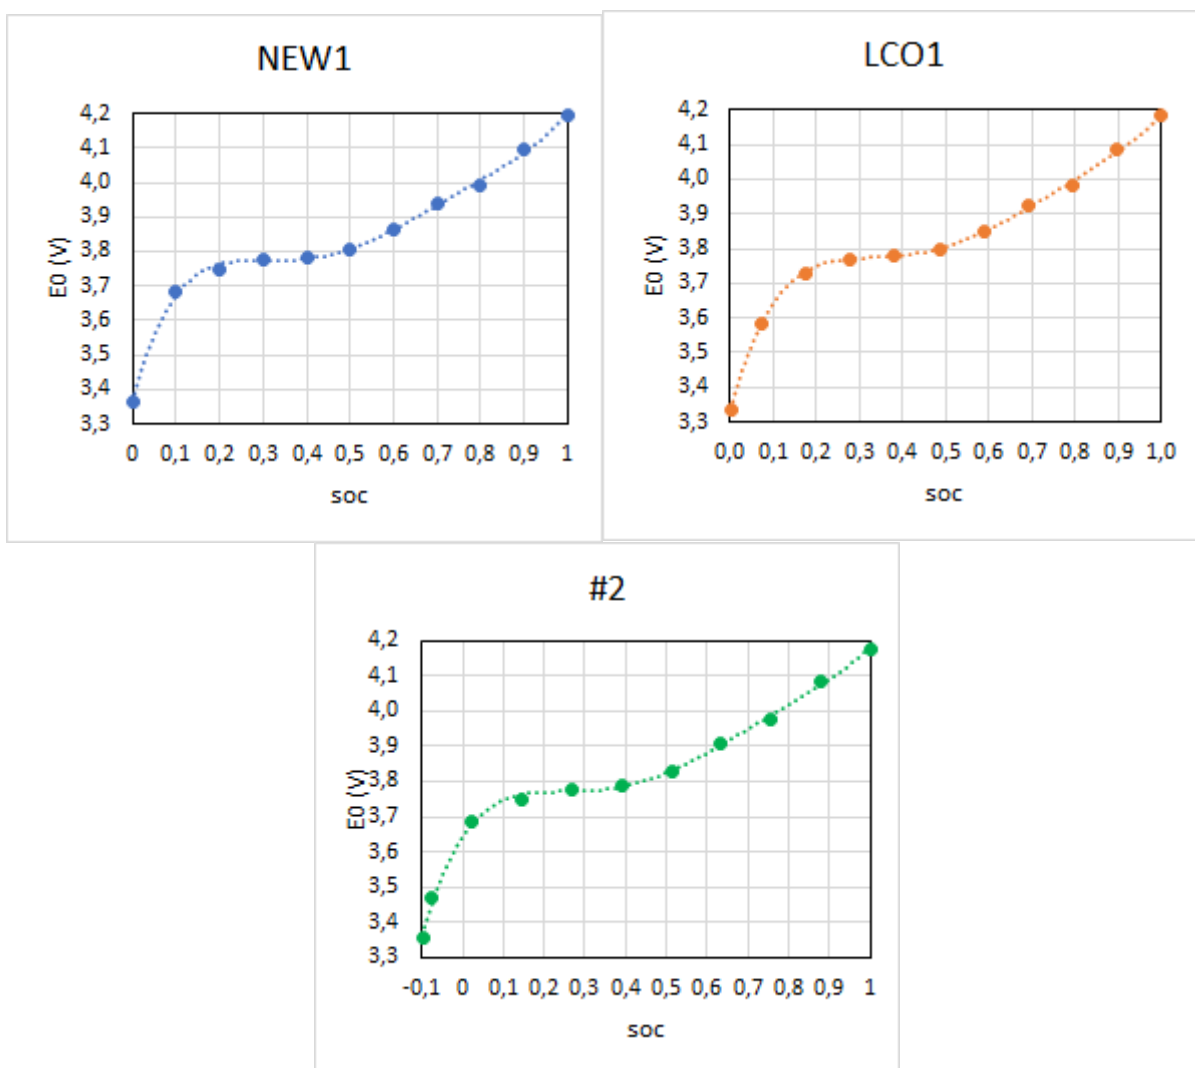 NEW1
4,2
4,1
4,0
3,9
3,8
3,7
3,6
3,5
3,4
3,3
E0 (V)
0 0,1 0,2 0,3 0,4 0,5 0,6 0,7 0,8 0,9 1
soc
LCO1
4,2
4,1
4,0
3,9
3,8
3,7
3,6
3,5
3,4
3,3
E0 (V)
0,0 0,1 0,2 0,3 0,4 0,5 0,6 0,7 0,8 0,9 1,0
soc
#2
4,2
4,1
4,0
3,9
3,8
3,7
3,6
3,5
3,4
3,3
E0 (V)
-0,1 0 0,1 0,2 0,3 0,4 0,5 0,6 0,7 0,8 0,9 1
soc